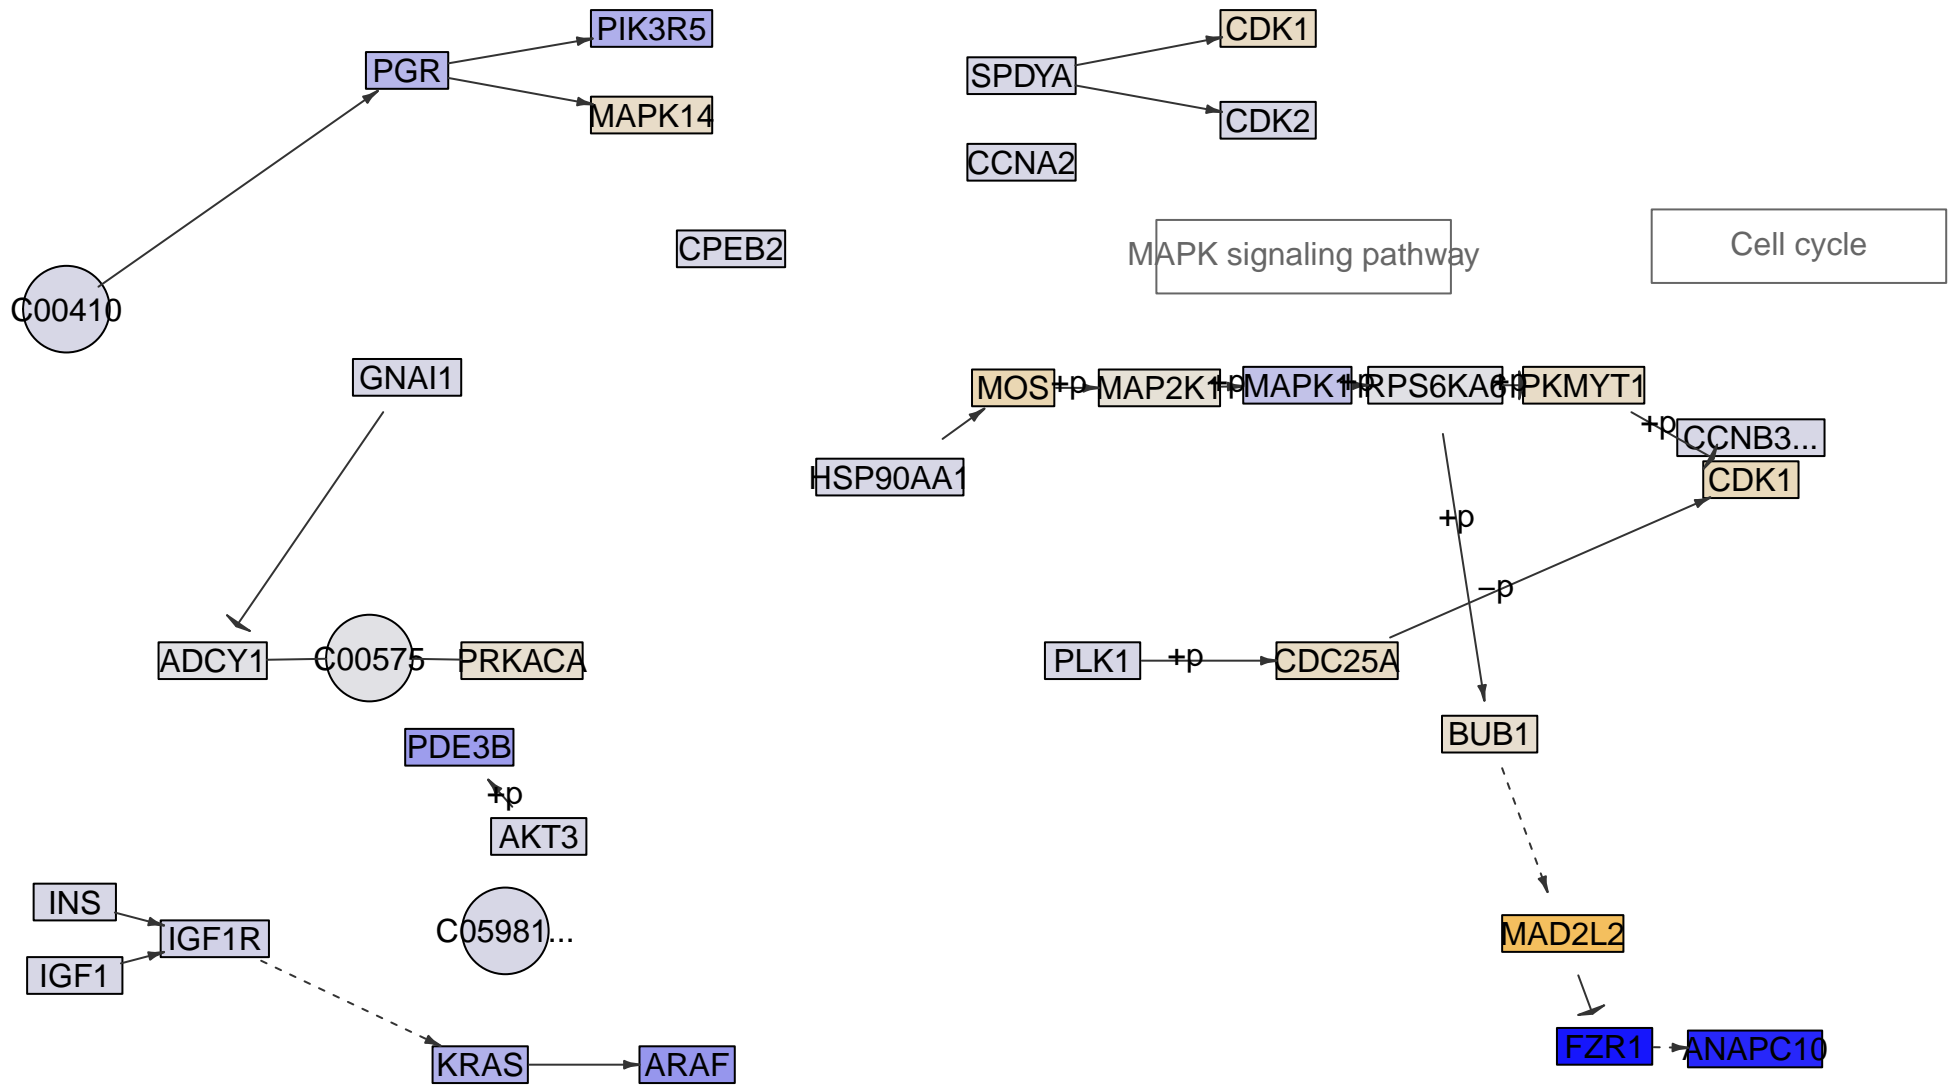 PIK3R5
CDK1
PGR
SPDYA
MAPK14
CDK2
CCNA2
CPEB2
MAPK signaling pathway
Cell cycle
C00410
GNAI1
MOS
+p
MAP2K1
+p
MAPK1
+p
RPS6KA6
+p
PKMYT1
+p
CCNB3...
HSP90AA1
CDK1
+p
−p
ADCY1
C00575
PRKACA
PLK1
+p
CDC25A
BUB1
PDE3B
+p
AKT3
INS
IGF1R
C05981...
MAD2L2
IGF1
KRAS
ARAF
FZR1
ANAPC10